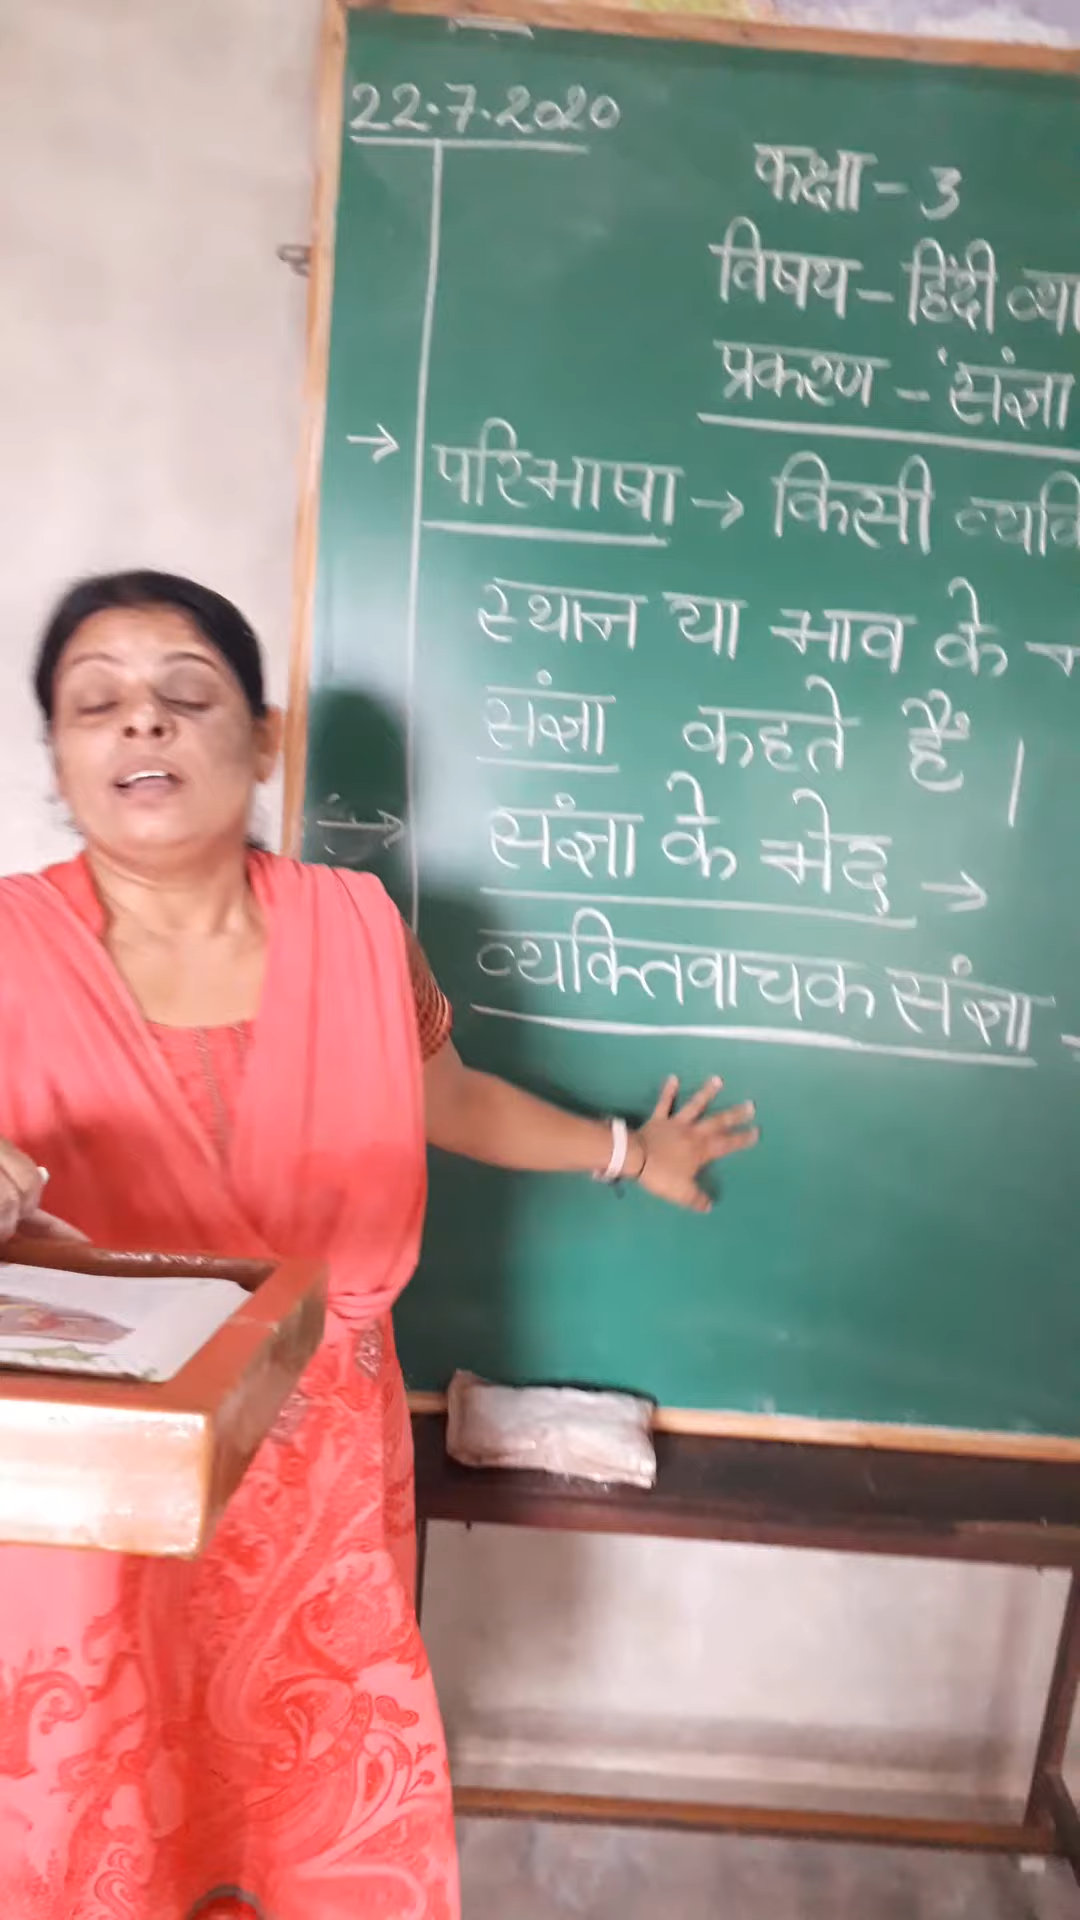 22.7.2020
कक्षा - 3
विषय - हिंदी
प्रकरण - संज्ञा
→ परिभाषा → किसी
स्थान या भाव के
संज्ञा कहते हैं।
→ संज्ञा के भेद →
व्यक्तिवाचक संज्ञा -